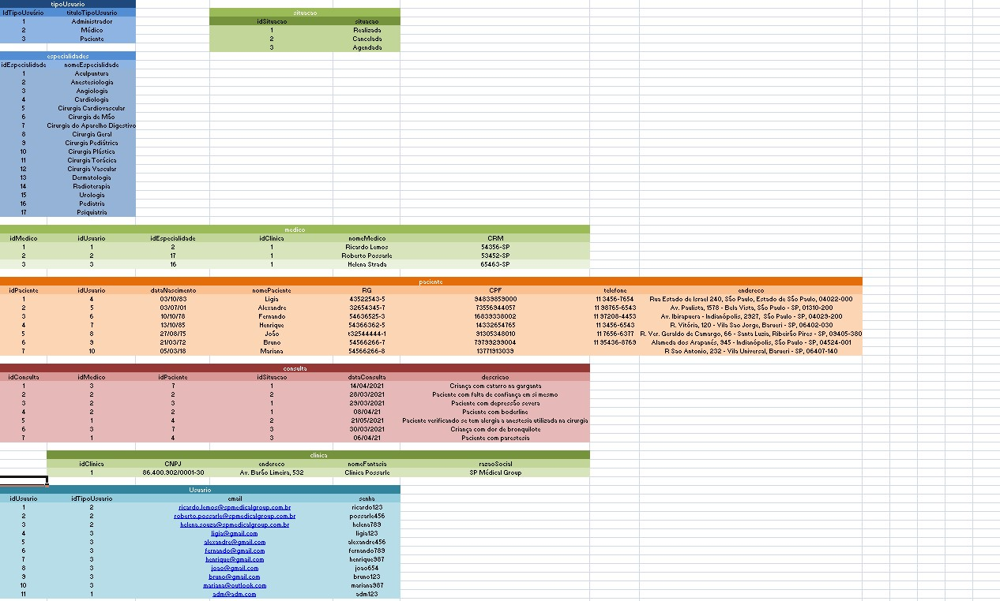 tipoUsuario
IdTipoUsuário tituloTipoUsuario
1 Administrador
2 Médico
3 Paciente
situacao
idSituacao situacao
1 Realizada
2 Cancelada
3 Agendada
especialidades
idEspecialidade nomeEspecialidade
1 Aculpuntura
2 Anestesiologia
3 Angiologia
4 Cardiologia
5 Cirurgia Cardiovascular
6 Cirurgia de Mão
7 Cirurgia do Aparelho Digestivo
8 Cirurgia Geral
9 Cirurgia Pediátrica
10 Cirurgia Plástica
11 Cirurgia Torácica
12 Cirurgia Vascular
13 Dermatologia
14 Radioterapia
15 Urologia
16 Pediatria
17 Psiquiatria
medico
idMedico idUsuario idEspecialidade idClinica nomeMedico CRM
1 1 2 1 Ricardo Lemos 54356-SP
2 2 17 1 Roberto Possarle 53452-SP
3 3 16 1 Helena Strada 65463-SP
paciente
idPaciente idUsuario dataNascimento nomePaciente RG CPF telefone endereco
1 4 03/10/83 Ligia 43522543-5 94839859000 11 3456-7654 Rua Estado de Israel 240, São Paulo, Estado de São Paulo, 04022-000
2 5 03/07/01 Alexandre 32654345-7 73556944057 11 98765-6543 Av. Paulista, 1578 - Bela Vista, São Paulo - SP, 01310-200
3 6 10/10/78 Fernando 54636525-3 16839338002 11 97208-4453 Av. Ibirapuera - Indianópolis, 2927, São Paulo - SP, 04029-200
4 7 13/10/85 Henrique 54366362-5 14332654765 11 3456-6543 R. Vitória, 120 - Vila Sao Jorge, Barueri - SP, 06402-030
5 8 27/08/75 João t32544444-1 91305348010 11 7656-6377 R. Ver. Geraldo de Camargo, 66 - Santa Luzia, Ribeirão Pires - SP, 09405-380
6 9 21/03/72 Bruno 54566266-7 79799299004 11 95436-8769 Alameda dos Arapanés, 945 - Indianópolis, São Paulo - SP, 04524-001
7 10 05/03/18 Mariana 54566266-8 13771913039 R Sao Antonio, 232 - Vila Universal, Barueri - SP, 06407-140
consulta
idConsulta idMedico idPaciente idSituacao dataConsulta descricao
1 3 7 1 14/04/2021 Criança com catarro na garganta
2 2 2 2 28/03/2021 Paciente com falta de confiança em si mesmo
3 2 3 1 29/03/2021 Paciente com depressão severa
4 2 2 1 08/04/21 Paciente com boderline
5 1 4 2 21/05/2021 Paciente verificando se tem alergia a anestesia utilizada na cirurgia
6 3 7 3 30/03/2021 Criança com dor de bronquilote
7 1 4 3 06/04/21 Paciente com parestesia
clinica
idClinica CNPJ endereco nomeFantasia razaoSocial
1 86.400.902/0001-30 Av. Barão Limeira, 532 Clinica Possarle SP Médical Group
Usuario
idUsuario idTipoUsuario email senha
1 2 ricardo.lemos@spmedicalgroup.com.br ricardo123
2 2 roberto.possarle@spmedicalgroup.com.br possarle456
3 2 helena.souza@spmedicalgroup.com.br helena789
4 3 ligia@gmail.com ligia123
5 3 alexandre@gmail.com alexandre456
6 3 fernando@gmail.com fernando789
7 3 henrique@gmail.com henrique987
8 3 joao@gmail.com joao654
9 3 bruno@gmail.com bruno123
10 3 mariana@outlook.com mariana987
11 1 adm@adm.com adm123